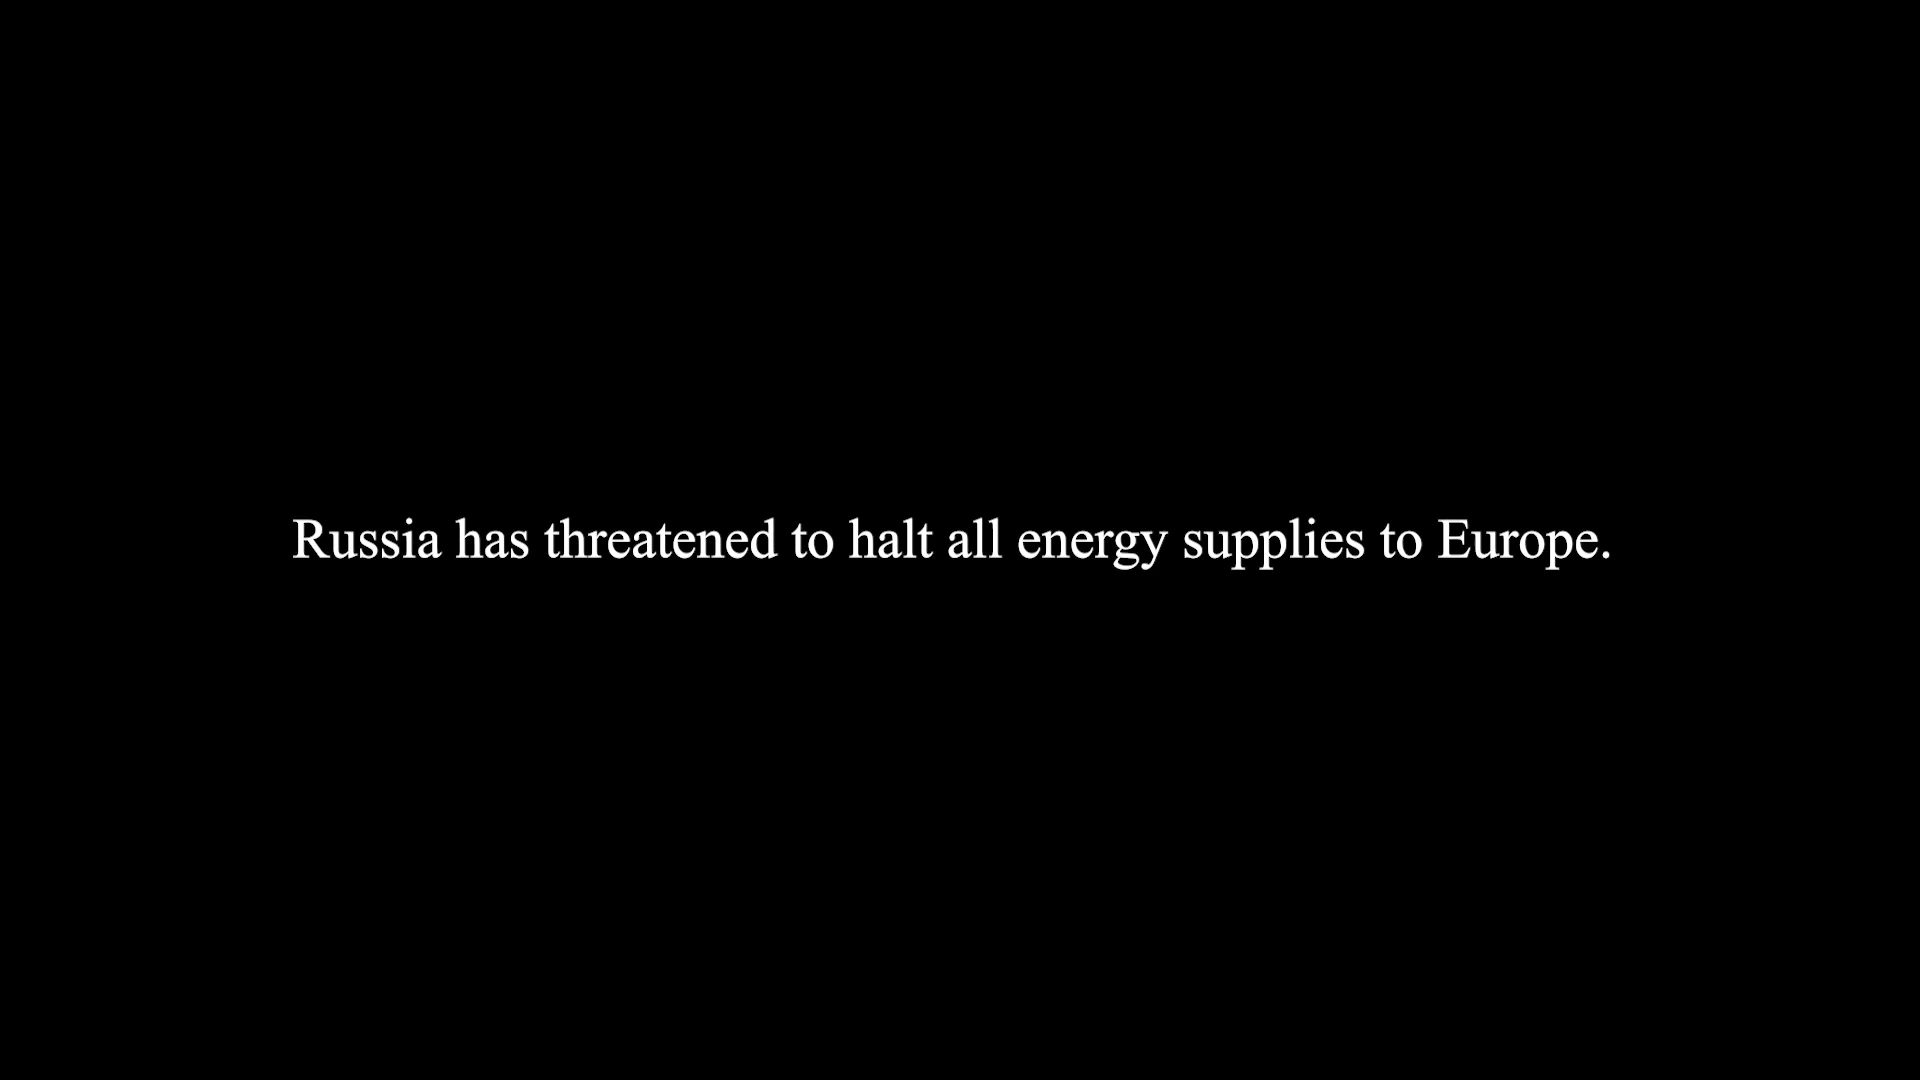 Russia has threatened to halt all energy supplies to Europe.